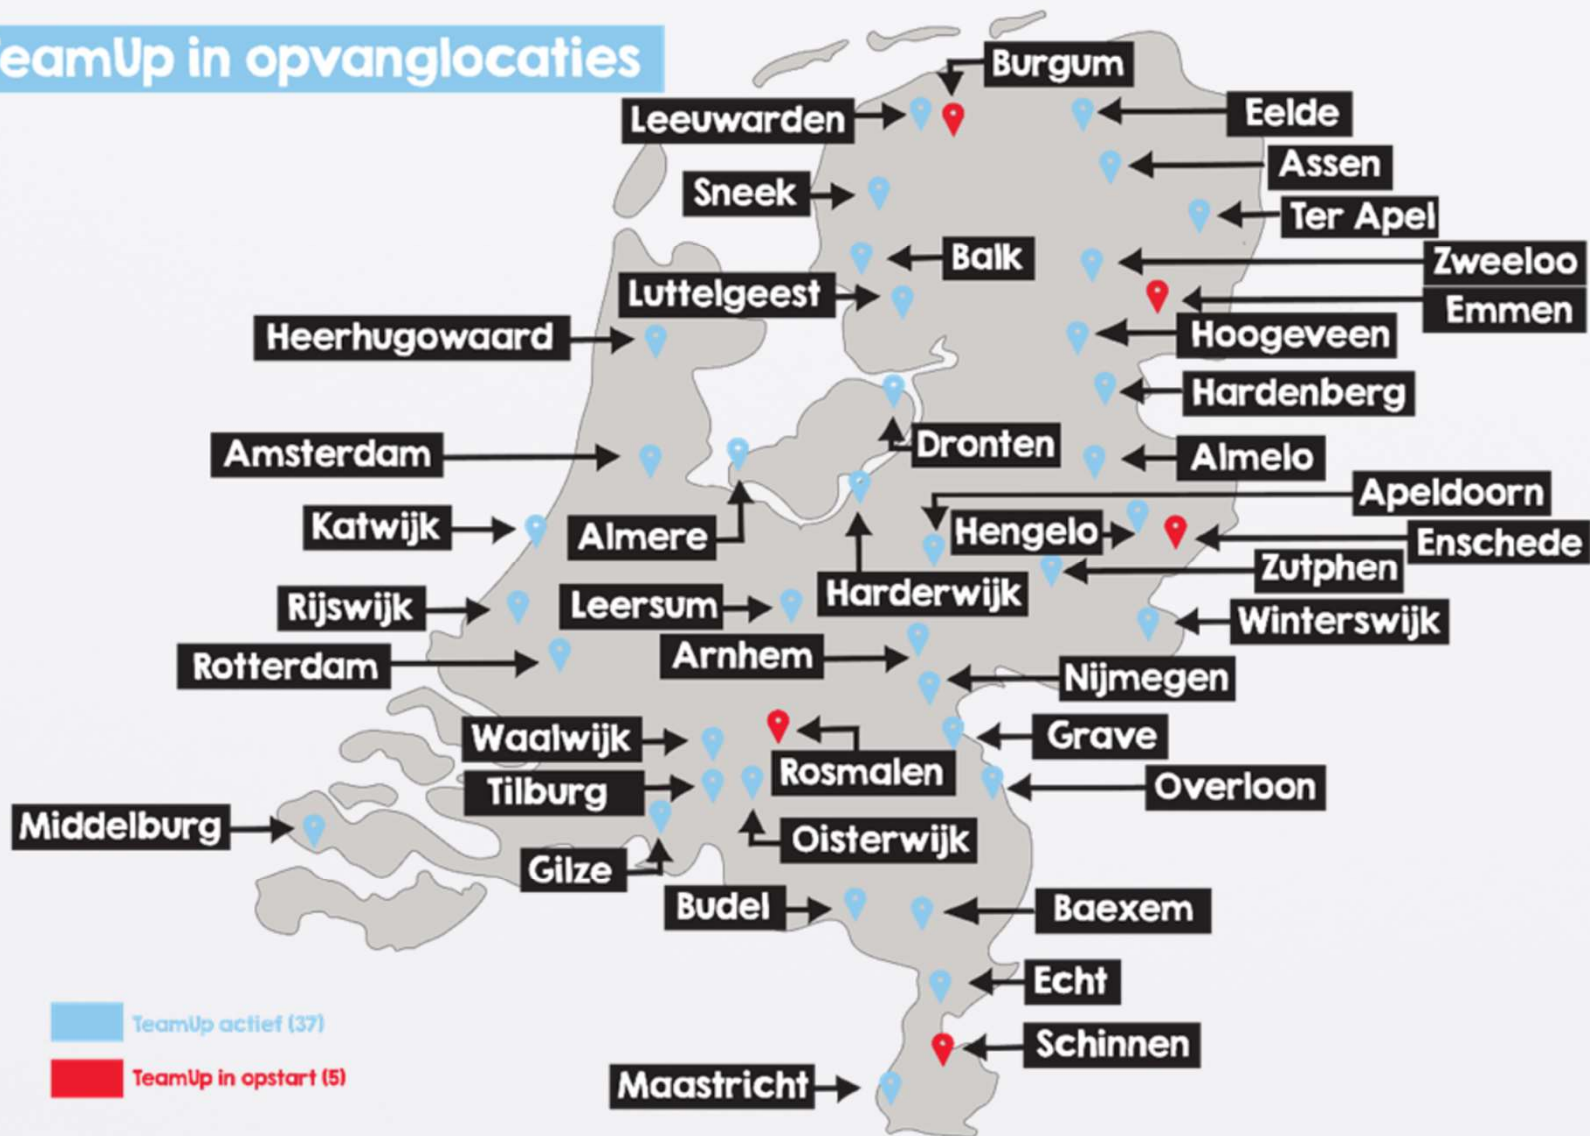 eamUp in opvanglocaties
Burgum
Leeuwarden
Eelde
Assen
Sneek
Ter Apel
Balk
Zweeloo
Luttelgeest
Emmen
Heerhugowaard
Hoogeveen
Hardenberg
Dronten
Amsterdam
Almelo
Apeldoorn
Katwijk
Almere
Hengelo
Enschede
Zutphen
Rijswijk
Leersum
Harderwijk
Winterswijk
Rotterdam
Arnhem
Nijmegen
Waalwijk
Grave
Rosmalen
Tilburg
Overloon
Middelburg
Oisterwijk
Gilze
Budel
Baexem
Echt
TeamUp actief (37)
Schinnen
TeamUp in opstart (5)
Maastricht